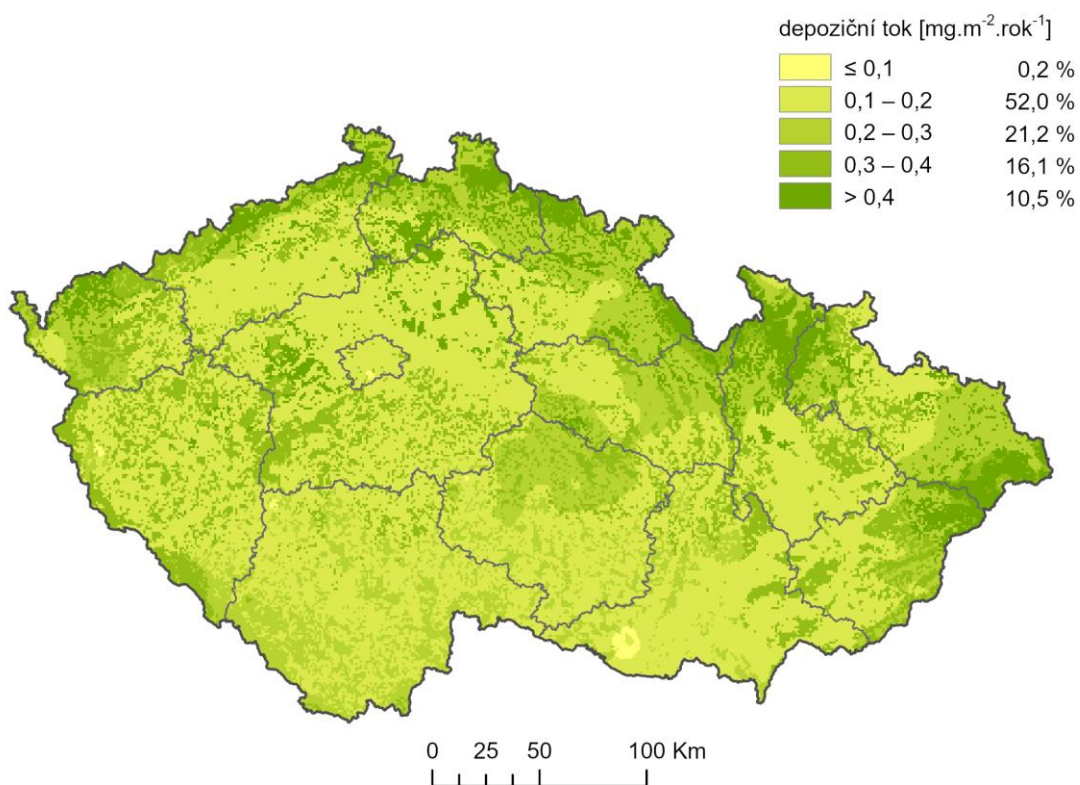 depoziční tok [mg.m⁻².rok⁻¹]
≤ 0,1 0,2 %
0,1 – 0,2 52,0 %
0,2 – 0,3 21,2 %
0,3 – 0,4 16,1 %
> 0,4 10,5 %
0 25 50 100 Km